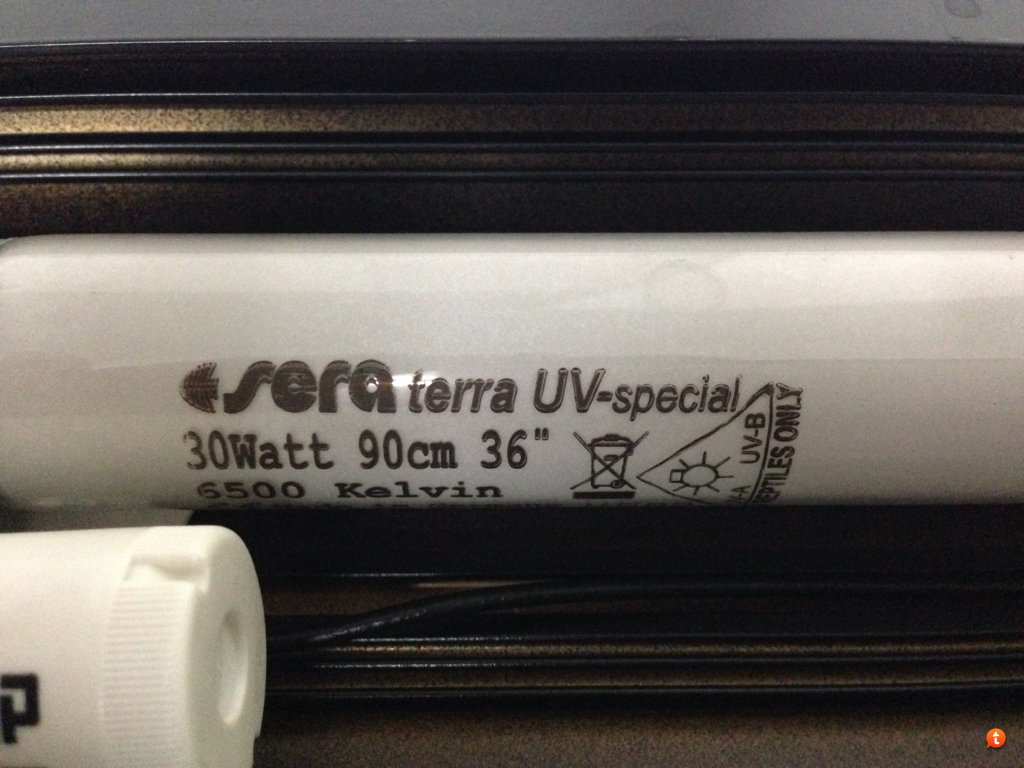 sera terra UV-special
30Watt 90cm 36"
6500 Kelvin
UV-B
REPTILES ONLY
t